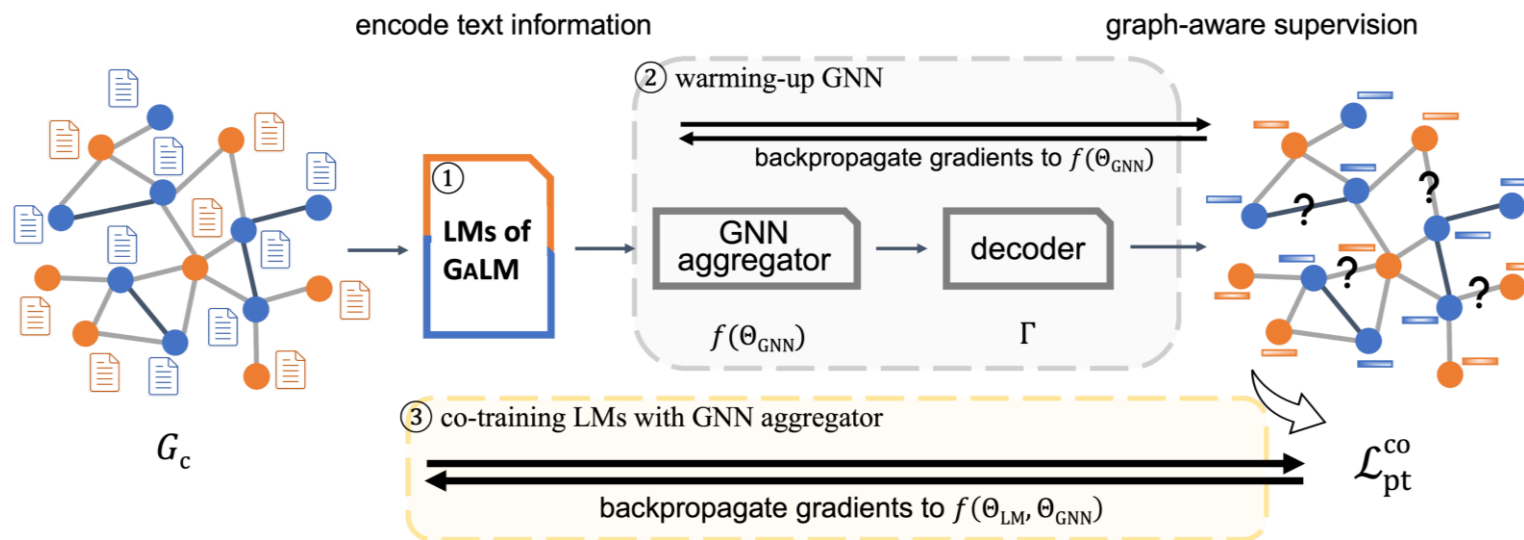 encode text information
graph-aware supervision
② warming-up GNN
backpropagate gradients to f(Θ_GNN)
①
LMs of
GALM
GNN
aggregator
decoder
f(Θ_GNN)
Γ
?
?
?
?
③ co-training LMs with GNN aggregator
backpropagate gradients to f(Θ_LM, Θ_GNN)
G_c
ℒ_pt^co